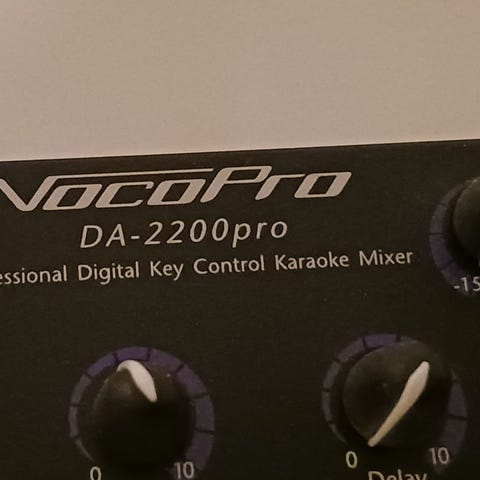 VocoPro
DA-2200pro
essional Digital Key Control Karaoke Mixer
-15
0 10
0 10
Delay